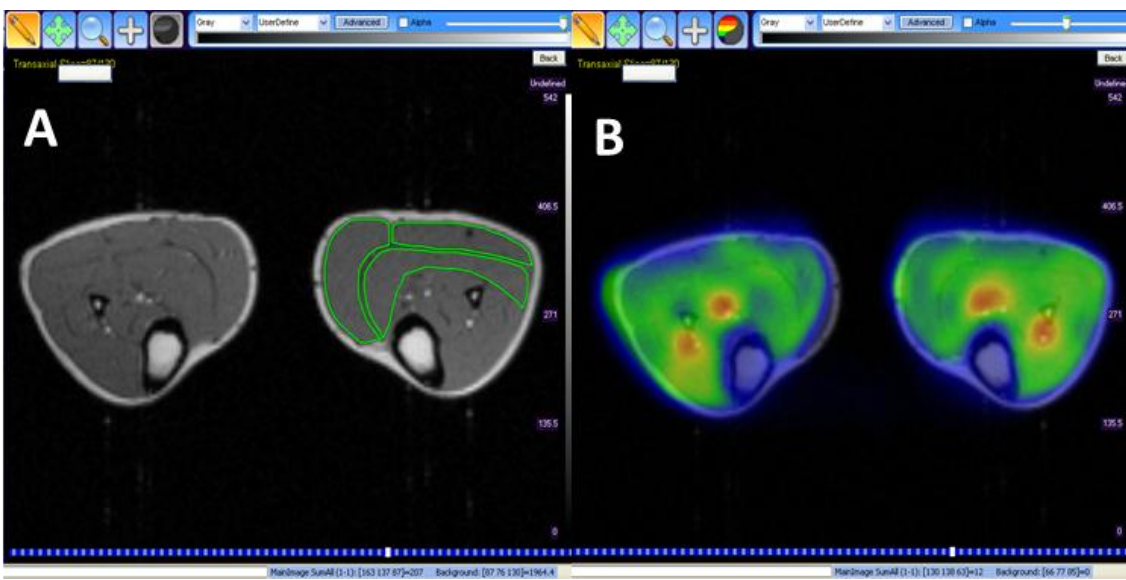 Gray UserDefine Advanced Alpha
Back
Undefined
542
A
406.5
271
135.5
0
MainImage SumAll (1-1): [163 137 87]=207 Background: [87 76 130]=1964.4
Gray UserDefine Advanced Alpha
Back
Undefine
542
B
406.5
271
135.5
0
MainImage SumAll (1-1): [130 138 63]=12 Background: [66 77 85]=0